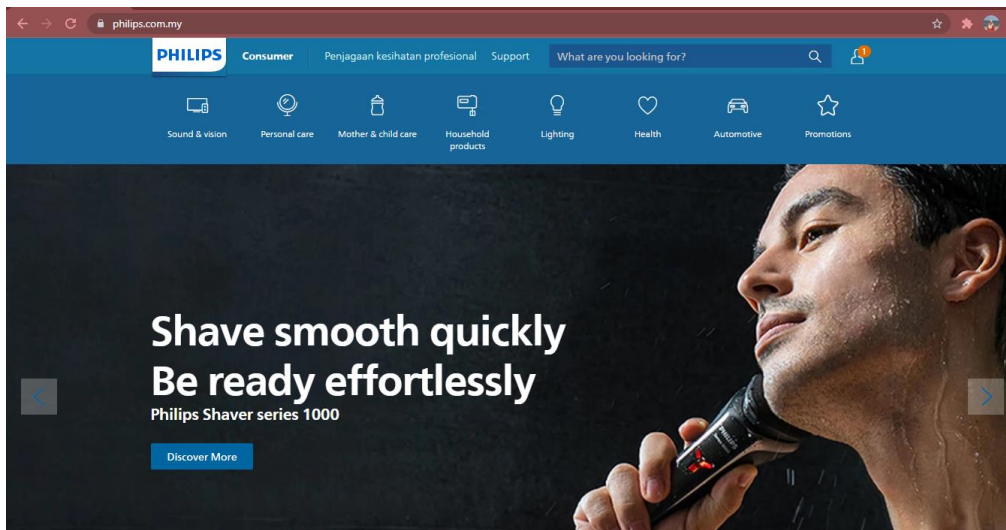 philips.com.my
PHILIPS
Consumer
Penjagaan kesihatan profesional
Support
What are you looking for?
1
Sound & vision
Personal care
Mother & child care
Household
products
Lighting
Health
Automotive
Promotions
Shave smooth quickly
Be ready effortlessly
Philips Shaver series 1000
Discover More
PHILIPS